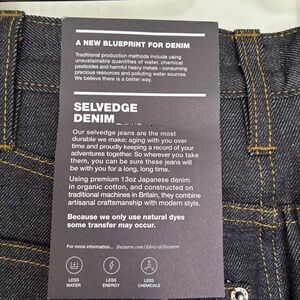 A NEW BLUEPRINT FOR DENIM
Traditional production methods include using
unsustainable quantities of water, chemical
pesticides and harmful heavy metals - consuming
precious resources and polluting water sources.
We believe there is a better way.
SELVEDGE
DENIM
Our selvedge jeans are the most
durable we make; aging with you over
time and proudly keeping a record of your
adventures together. So wherever you take
them, you can be sure these jeans will
be with you for a long, long time.
Using premium 13oz Japanese denim
in organic cotton, and constructed on
traditional machines in Britain, they combine
artisanal craftsmanship with modern style.
Because we only use natural dyes
some transfer may occur.
For more information... finisterre.com/fabric-of-finisterre
LESS
WATER
LESS
ENERGY
LESS
CHEMICALS